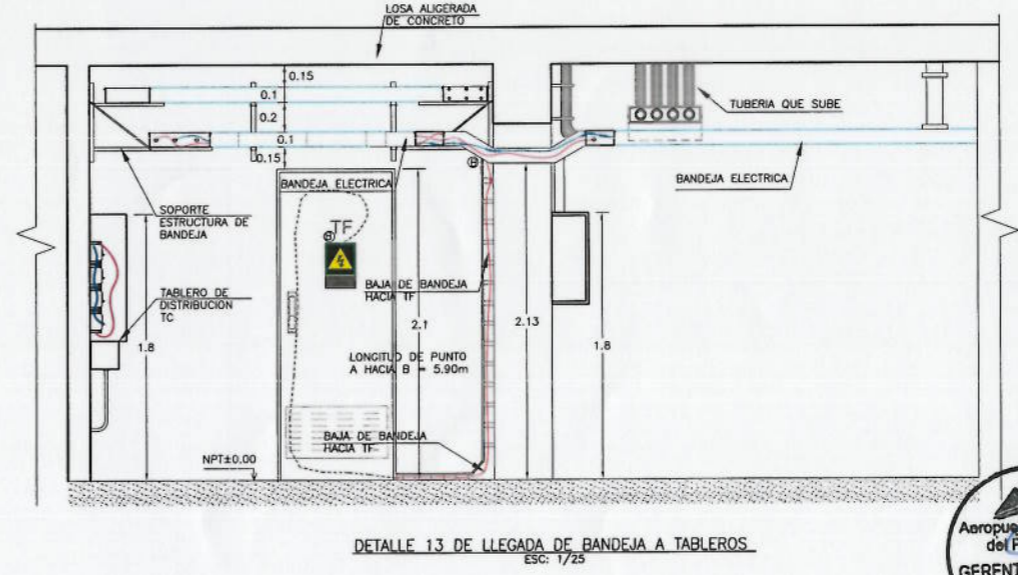 LOSA ALIGERADA
DE CONCRETO
0.15
0.1
0.2
0.1
0.15
TUBERIA QUE SUBE
BANDEJA ELECTRICA
BANDEJA ELECTRICA
B
SOPORTE
ESTRUCTURA DE
BANDEJA
TF
B
BAJA DE BANDEJA
HACIA TF
TABLERO DE
DISTRIBUCION
TC
1.8
2.1
2.13
1.8
LONGITUD DE PUNTO
A HACIA B = 5.90m
BAJA DE BANDEJA
HACIA TF
NPT±0.00
DETALLE 13 DE LLEGADA DE BANDEJA A TABLEROS
ESC: 1/25